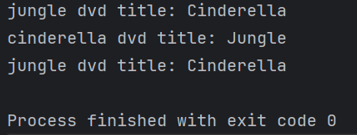 jungle dvd title: Cinderella
cinderella dvd title: Jungle
jungle dvd title: Cinderella
Process finished with exit code 0